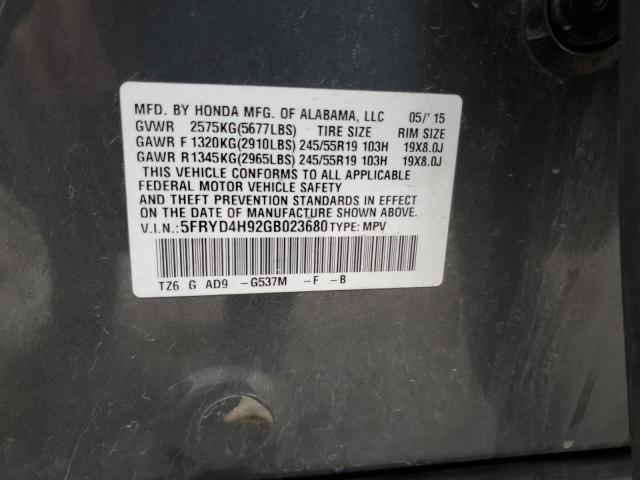 MFD. BY HONDA MFG. OF ALABAMA, LLC 05/'15
GVWR 2575KG(5677LBS) TIRE SIZE RIM SIZE
GAWR F 1320KG(2910LBS) 245/55R19 103H 19X8.0J
GAWR R1345KG(2965LBS) 245/55R19 103H 19X8.0J
THIS VEHICLE CONFORMS TO ALL APPLICABLE
FEDERAL MOTOR VEHICLE SAFETY
AND THEFT PREVENTION STANDARDS IN EFFECT
ON THE DATE OF MANUFACTURE SHOWN ABOVE.
V.I.N.:5FRYD4H92GB023680 TYPE: MPV
TZ6 G AD9 -G537M -F -B